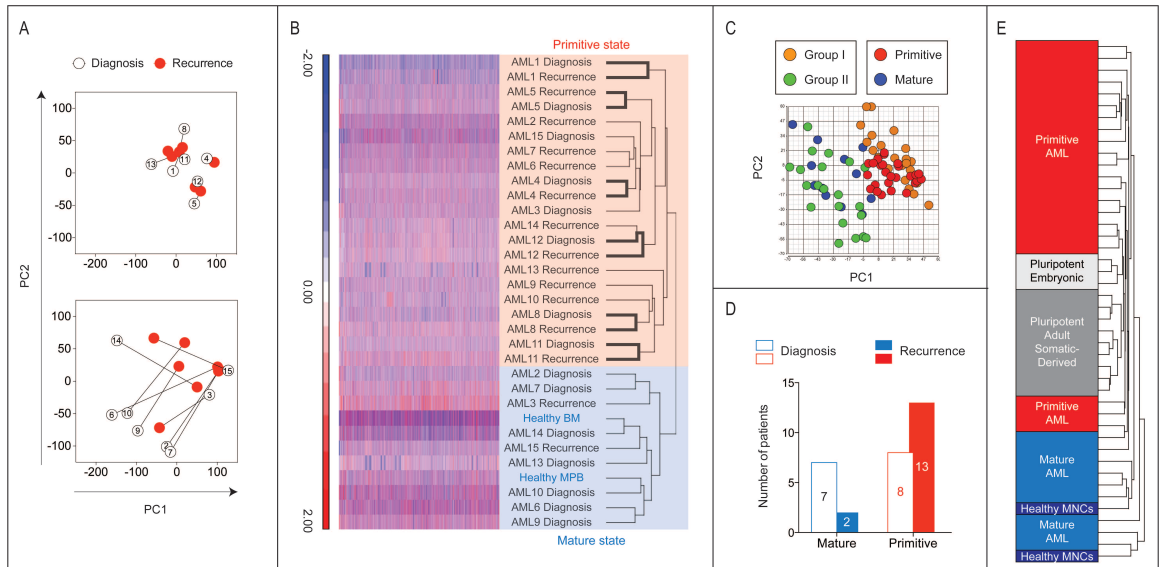 A
Diagnosis Recurrence
100
50
0
-50
-100
-200 -100 0 100
8
13
1
11
4
12
5
100
50
0
-50
-100
-200 -100 0 100
14
15
3
6
10
9
2
7
PC2
PC1
B
Primitive state
-2.00
0.00
2.00
AML1 Diagnosis
AML1 Recurrence
AML5 Recurrence
AML5 Diagnosis
AML2 Recurrence
AML15 Diagnosis
AML7 Recurrence
AML6 Recurrence
AML4 Diagnosis
AML4 Recurrence
AML3 Diagnosis
AML14 Recurrence
AML12 Diagnosis
AML12 Recurrence
AML13 Recurrence
AML9 Recurrence
AML10 Recurrence
AML8 Diagnosis
AML8 Recurrence
AML11 Diagnosis
AML11 Recurrence
AML2 Diagnosis
AML7 Diagnosis
AML3 Recurrence
Healthy BM
AML14 Diagnosis
AML15 Recurrence
AML13 Diagnosis
Healthy MPB
AML10 Diagnosis
AML6 Diagnosis
AML9 Diagnosis
Mature state
C
Group I
Group II
Primitive
Mature
PC2
PC1
D
Diagnosis
Recurrence
15
10
5
0
Number of patients
7
2
8
13
Mature Primitive
E
Primitive
AML
Pluripotent
Embryonic
Pluripotent
Adult
Somatic-
Derived
Primitive
AML
Mature
AML
Healthy MNCs
Mature
AML
Healthy MNCs